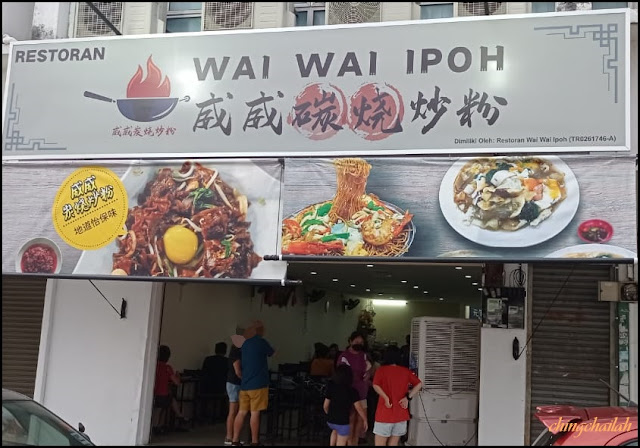 RESTORAN
WAI WAI IPOH
威威碳烧炒粉
威威炭烧炒粉
Dimiliki Oleh: Restoran Wai Wai Ipoh (TR0261746-A)
威威
炭烧炒粉
地道怡保味
chingchailah